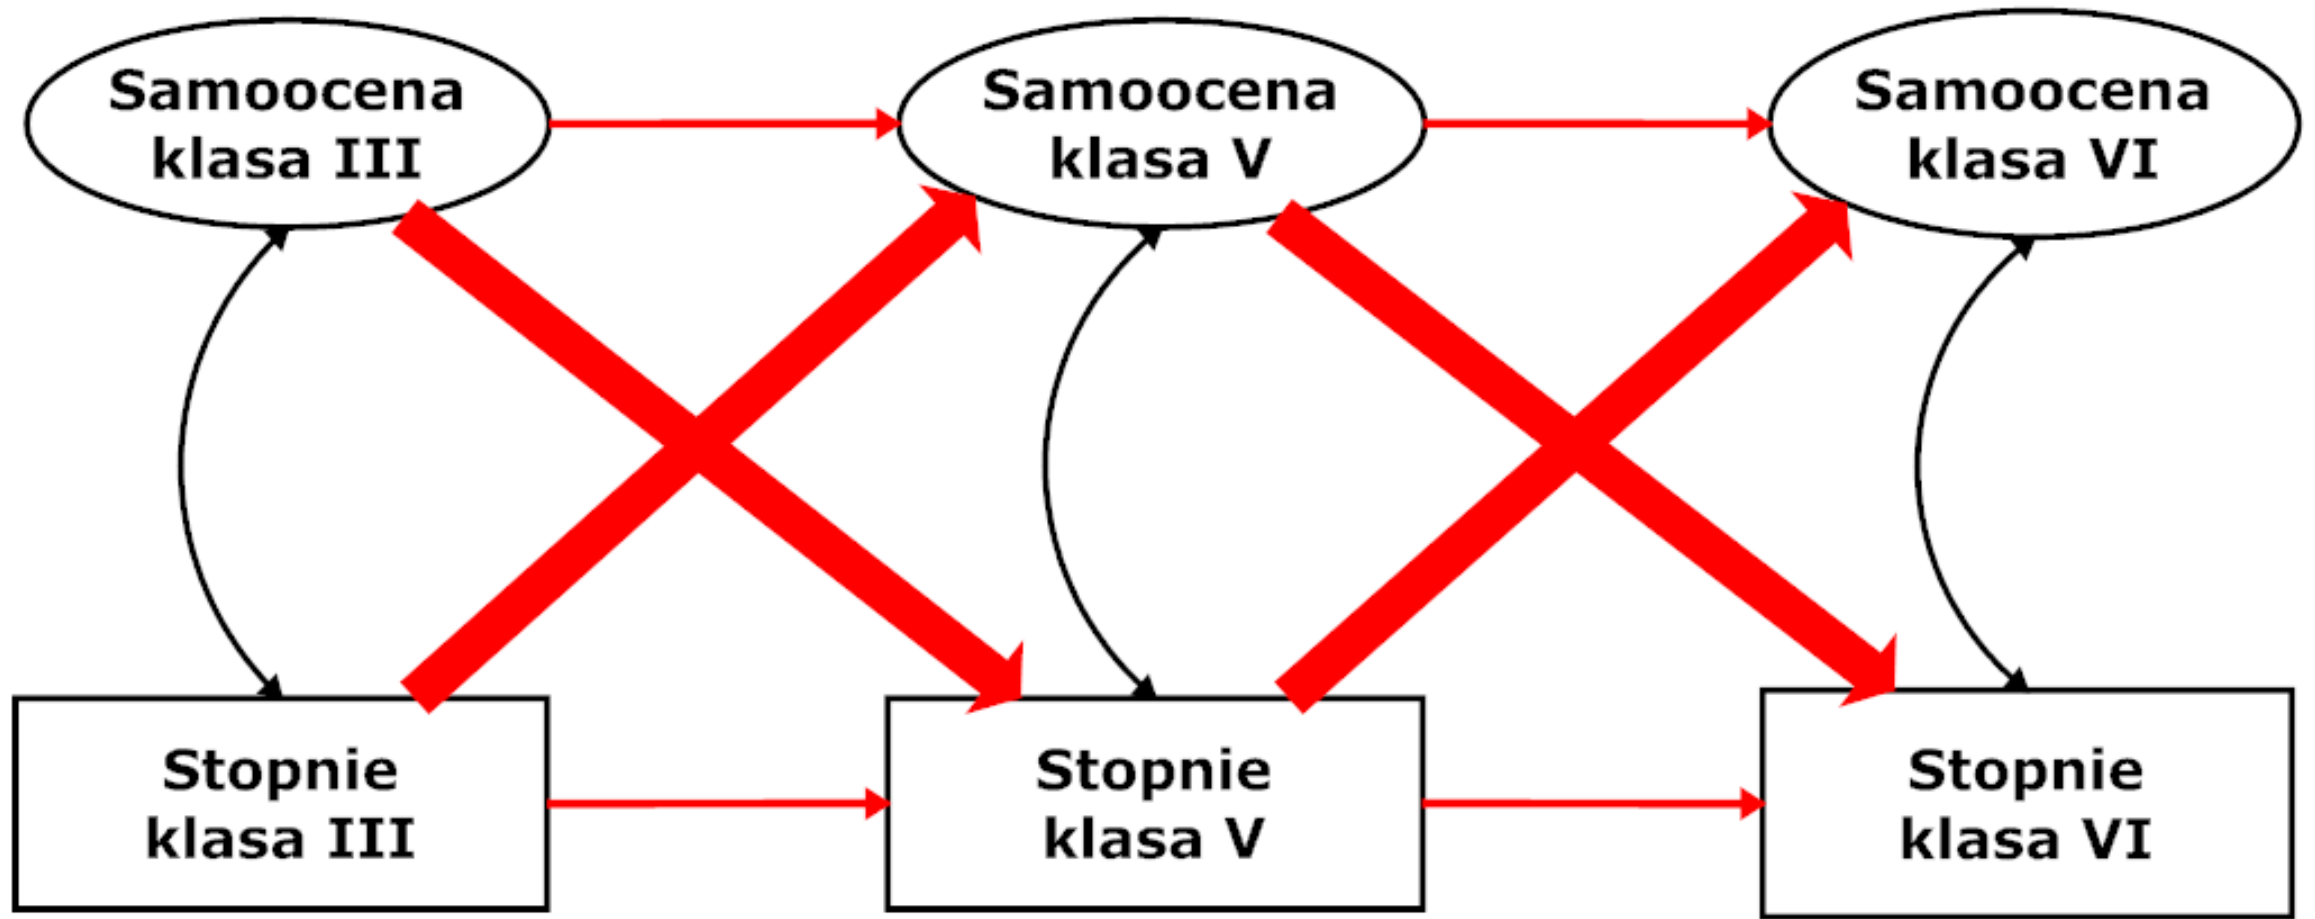 Samoocena
klasa III
Samoocena
klasa V
Samoocena
klasa VI
Stopnie
klasa III
Stopnie
klasa V
Stopnie
klasa VI